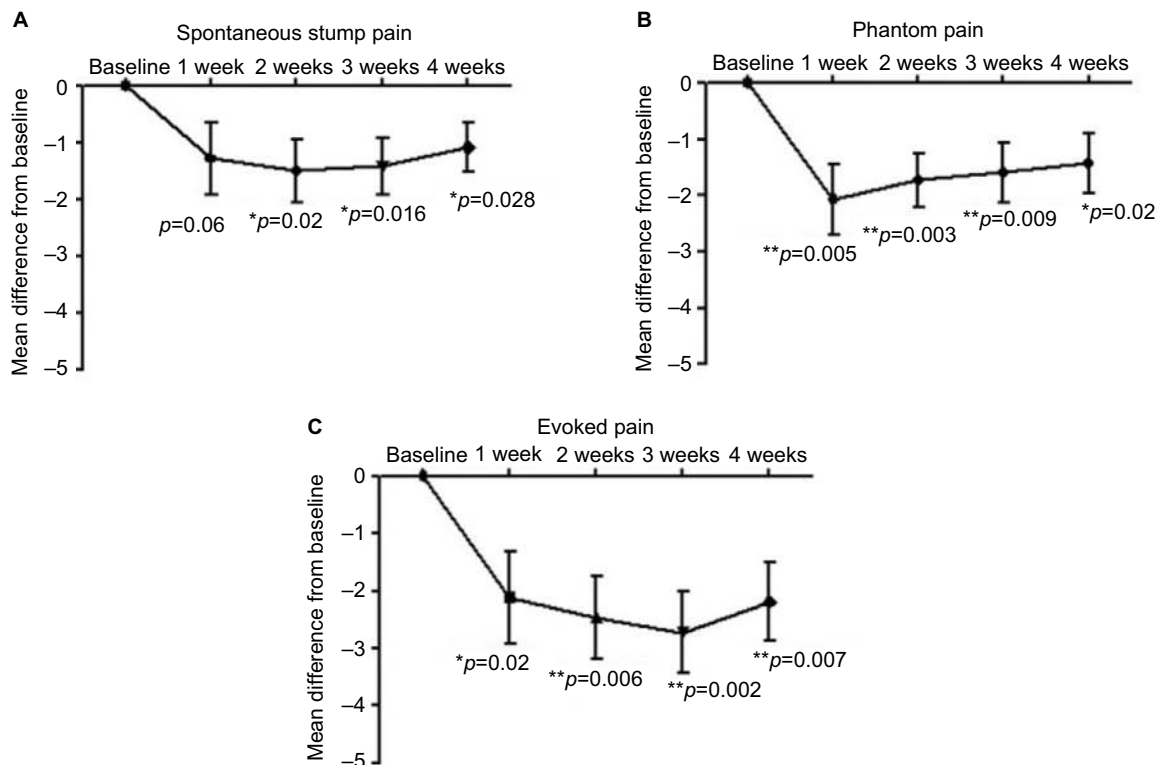 A
Spontaneous stump pain
Baseline 1 week 2 weeks 3 weeks 4 weeks
Mean difference from baseline
0
–1
–2
–3
–4
–5
p=0.06
*p=0.02
*p=0.016
*p=0.028
B
Phantom pain
Baseline 1 week 2 weeks 3 weeks 4 weeks
Mean difference from baseline
0
–1
–2
–3
–4
–5
**p=0.005
**p=0.003
**p=0.009
*p=0.02
C
Evoked pain
Baseline 1 week 2 weeks 3 weeks 4 weeks
Mean difference from baseline
0
–1
–2
–3
–4
–5
*p=0.02
**p=0.006
**p=0.002
**p=0.007